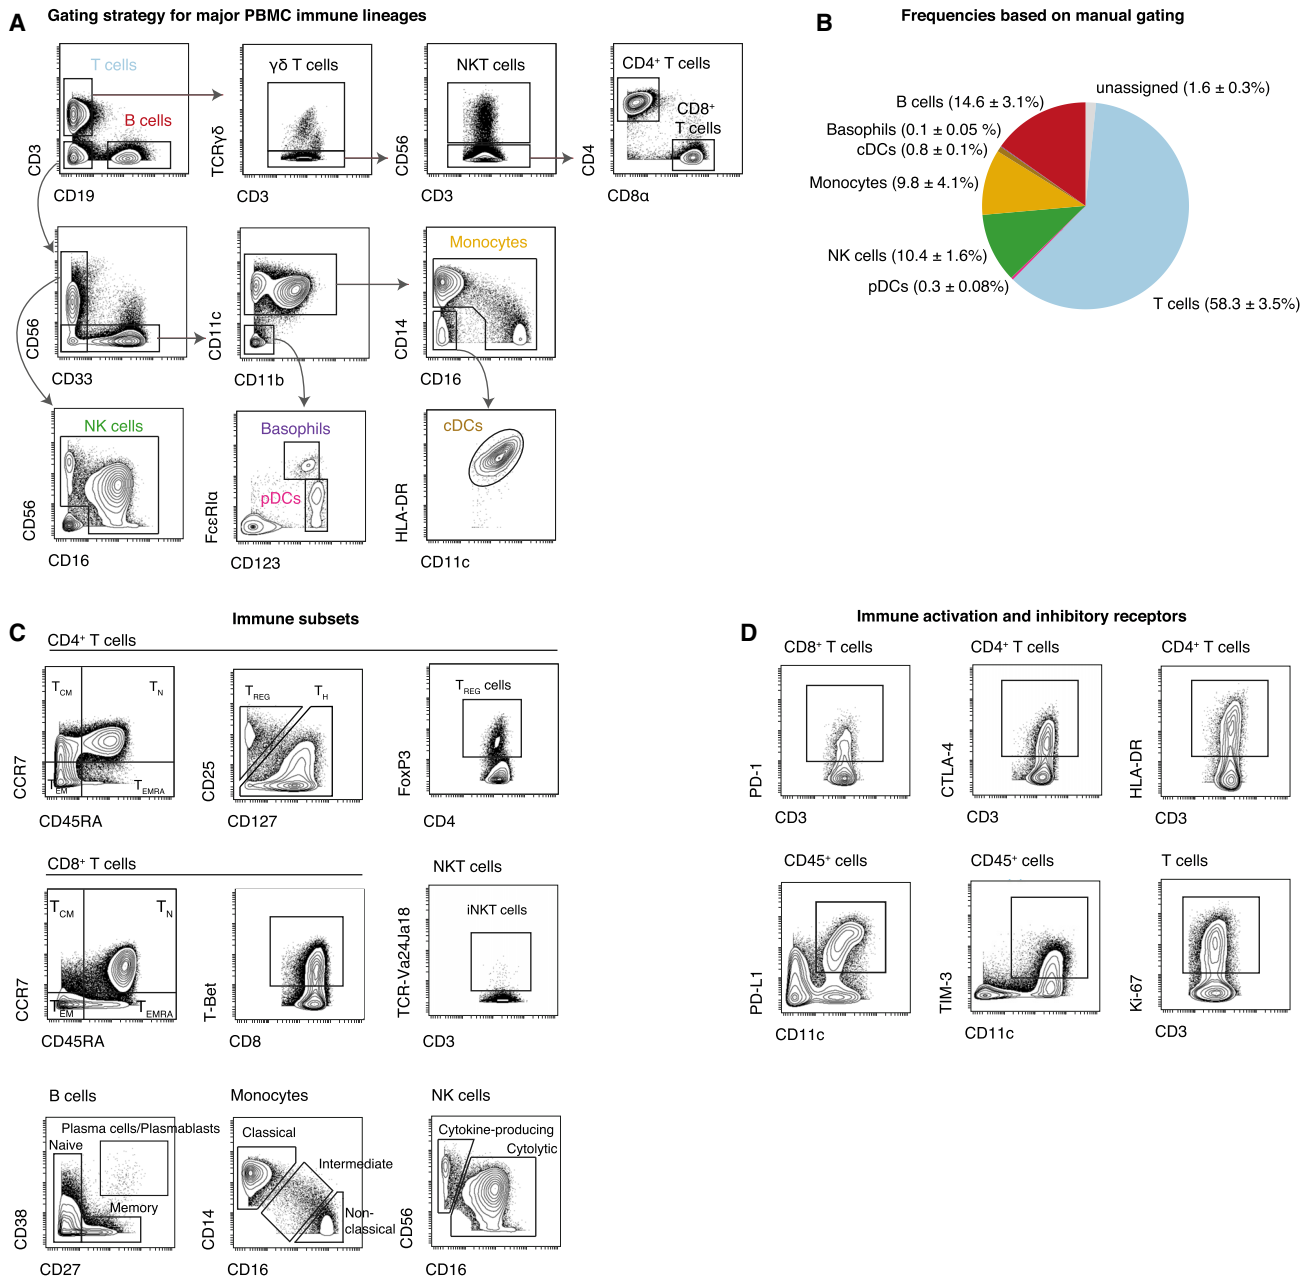 A
Gating strategy for major PBMC immune lineages
T cells
B cells
CD3
CD19
γδ T cells
TCRγδ
CD3
NKT cells
CD56
CD3
CD4+ T cells
CD8+
T cells
CD4
CD8α
CD56
CD33
CD11c
CD11b
Monocytes
CD14
CD16
NK cells
CD56
CD16
Basophils
pDCs
FcεRIα
CD123
cDCs
HLA-DR
CD11c
B
Frequencies based on manual gating
unassigned (1.6 ± 0.3%)
B cells (14.6 ± 3.1%)
Basophils (0.1 ± 0.05 %)
cDCs (0.8 ± 0.1%)
Monocytes (9.8 ± 4.1%)
NK cells (10.4 ± 1.6%)
pDCs (0.3 ± 0.08%)
T cells (58.3 ± 3.5%)
C
Immune subsets
CD4+ T cells
TCM
TN
TEM
TEMRA
CCR7
CD45RA
TREG
TH
CD25
CD127
TREG cells
FoxP3
CD4
CD8+ T cells
TCM
TN
TEM
TEMRA
CCR7
CD45RA
T-Bet
CD8
NKT cells
iNKT cells
TCR-Va24Ja18
CD3
B cells
Plasma cells/Plasmablasts
Naive
Memory
CD38
CD27
Monocytes
Classical
Intermediate
Non-
classical
CD14
CD16
NK cells
Cytokine-producing
Cytolytic
CD56
CD16
D
Immune activation and inhibitory receptors
CD8+ T cells
PD-1
CD3
CD4+ T cells
CTLA-4
CD3
CD4+ T cells
HLA-DR
CD3
CD45+ cells
PD-L1
CD11c
CD45+ cells
TIM-3
CD11c
T cells
Ki-67
CD3